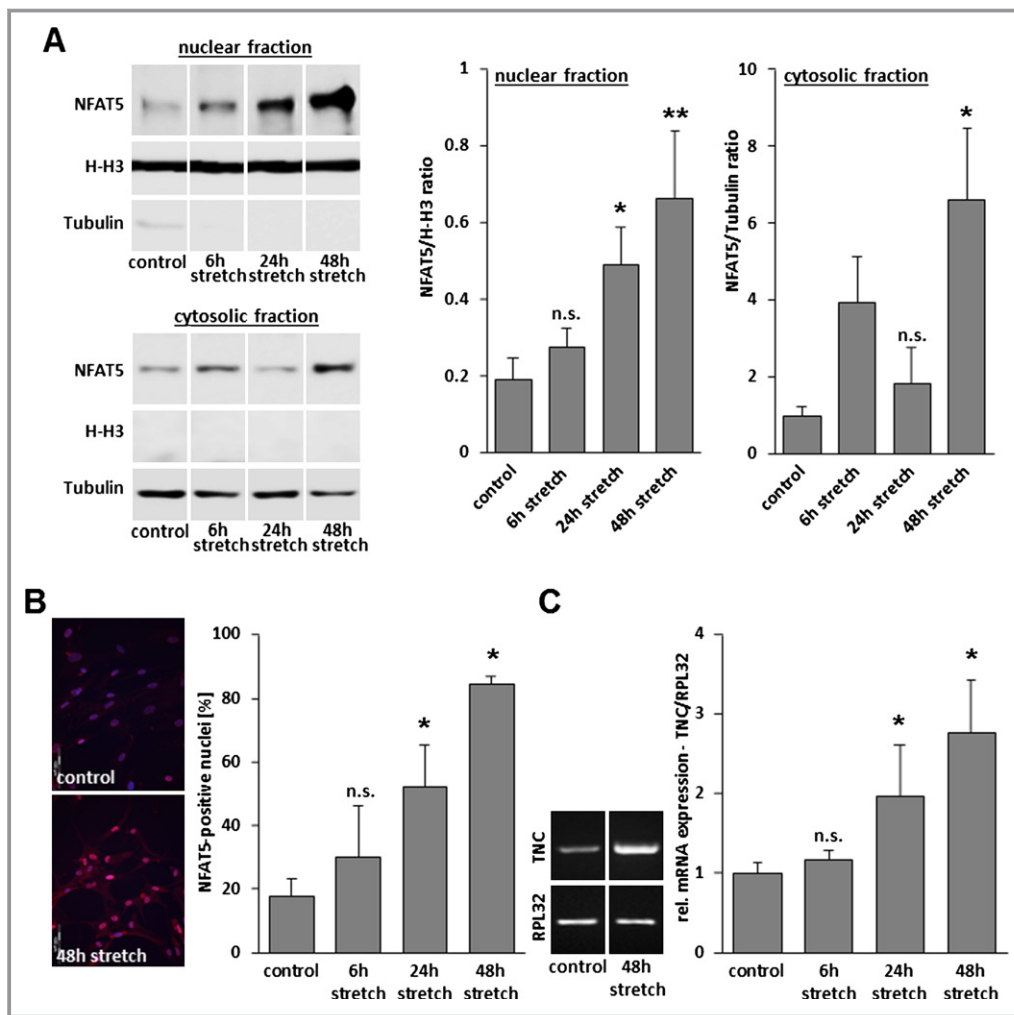 A
nuclear fraction
NFAT5
H-H3
Tubulin
control 6h stretch 24h stretch 48h stretch
cytosolic fraction
NFAT5
H-H3
Tubulin
control 6h stretch 24h stretch 48h stretch
nuclear fraction
NFAT5/H-H3 ratio
1
0.8
0.6
0.4
0.2
0
n.s.
*
**
control 6h stretch 24h stretch 48h stretch
cytosolic fraction
NFAT5/Tubulin ratio
10
8
6
4
2
0
n.s.
*
control 6h stretch 24h stretch 48h stretch
B
control
48h stretch
NFAT5-positive nuclei [%]
100
80
60
40
20
0
n.s.
*
*
control 6h stretch 24h stretch 48h stretch
C
TNC
RPL32
control 48h stretch
rel. mRNA expression - TNC/RPL32
4
3
2
1
0
n.s.
*
*
control 6h stretch 24h stretch 48h stretch